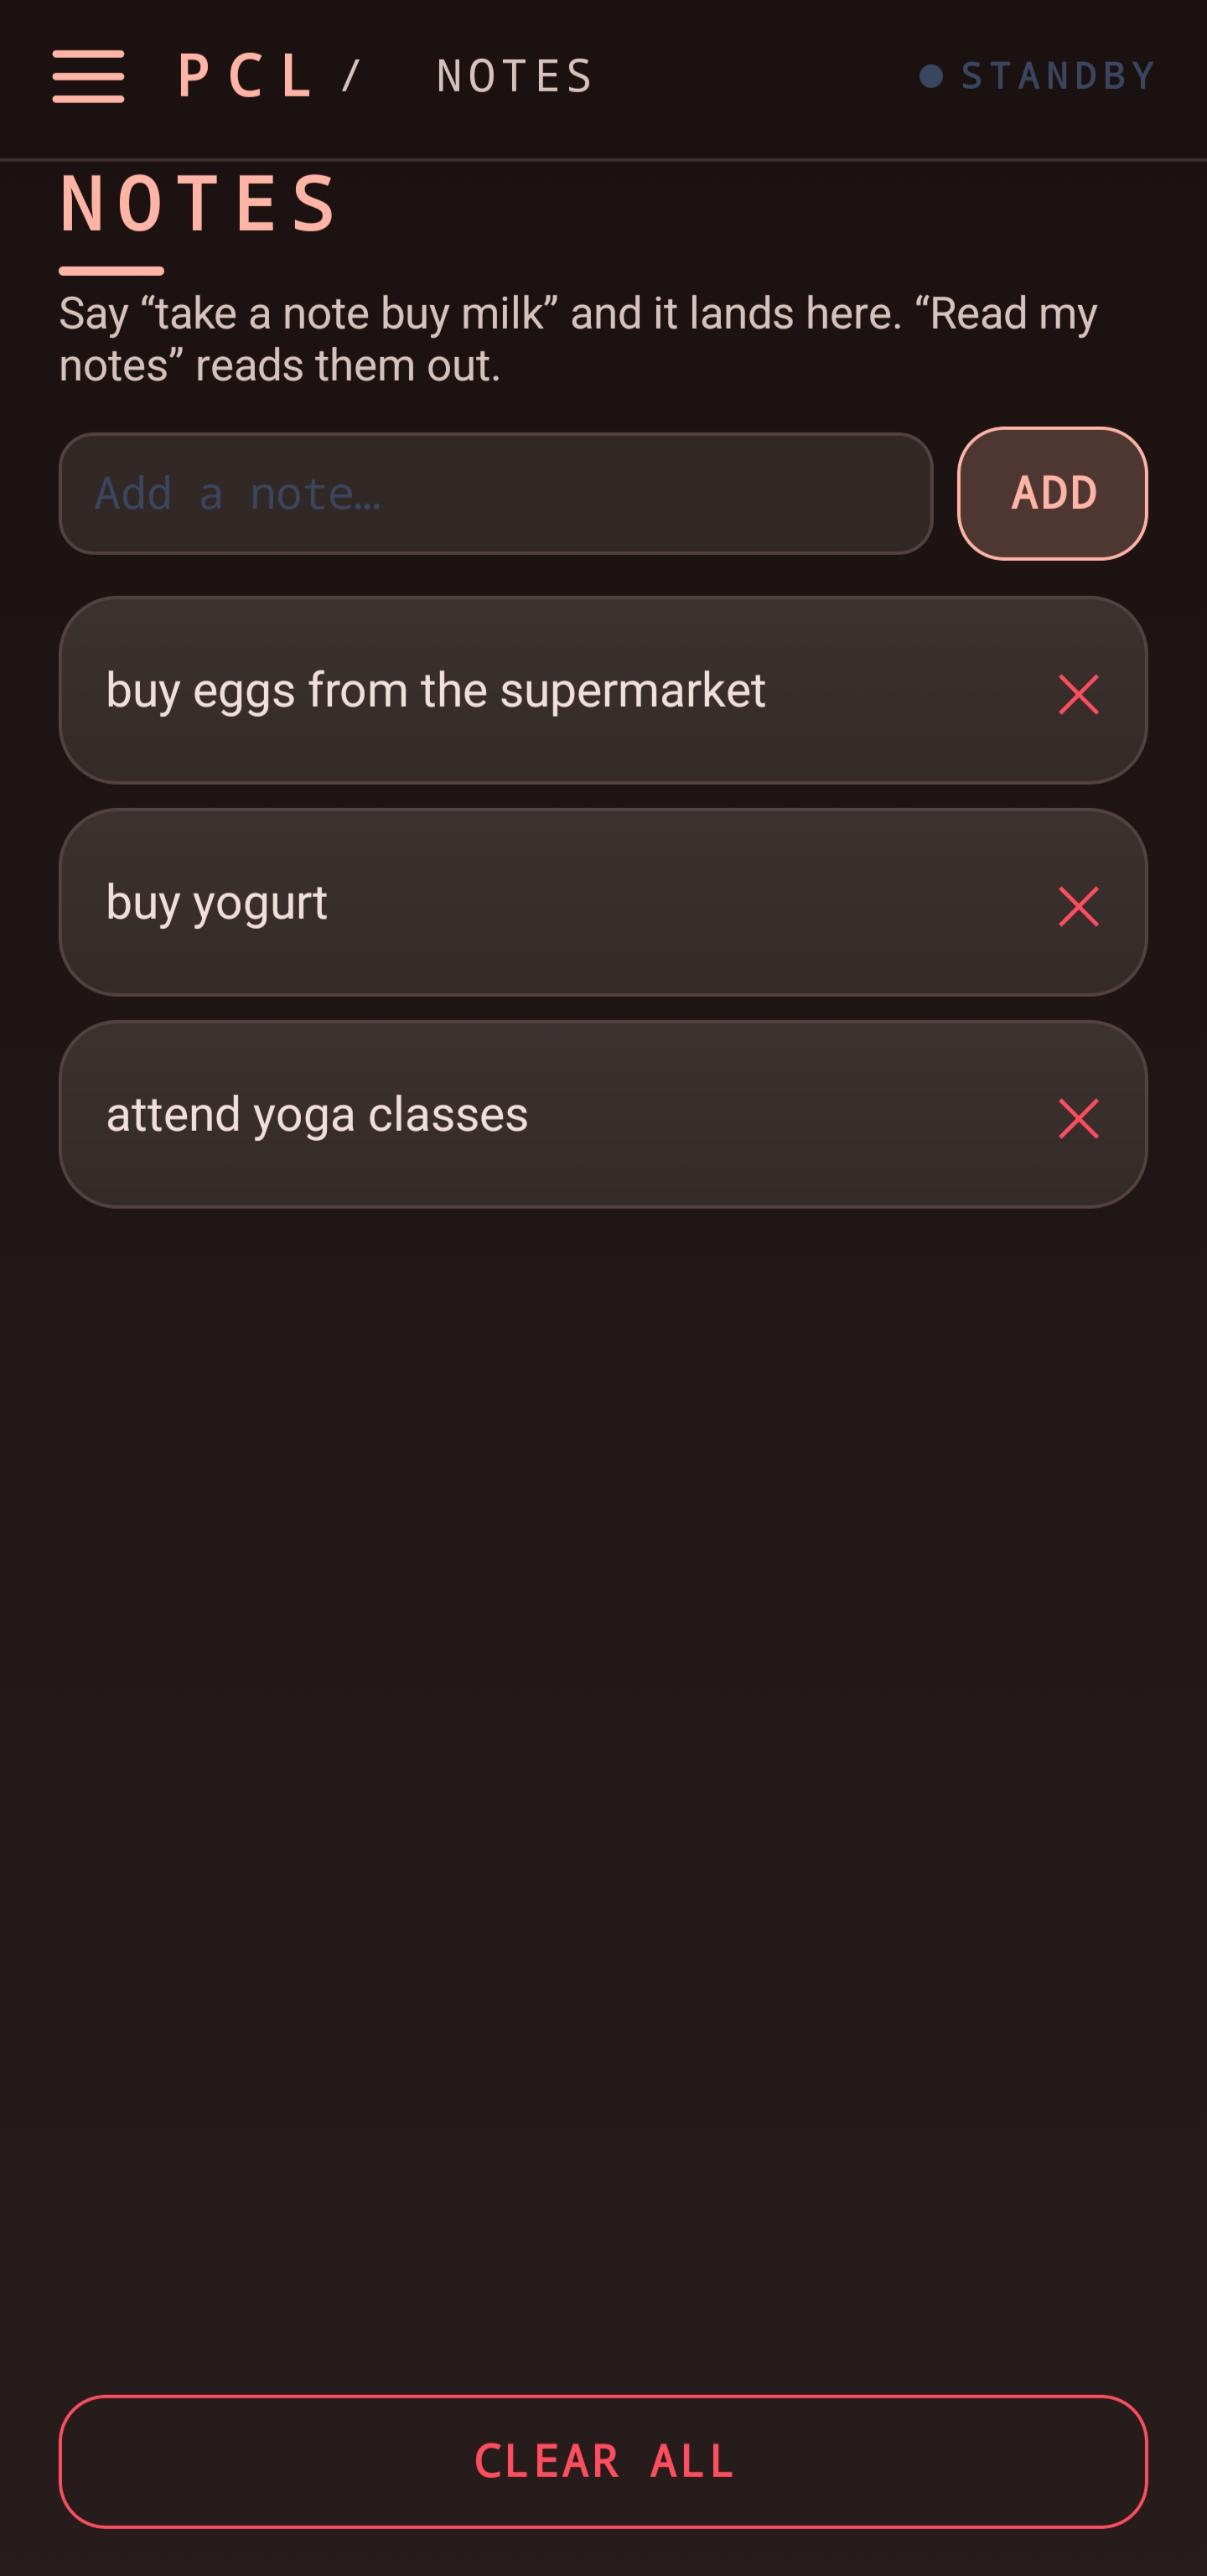 PCL / NOTES
STANDBY
NOTES
Say “take a note buy milk” and it lands here. “Read my
notes” reads them out.
Add a note…
ADD
buy eggs from the supermarket
buy yogurt
attend yoga classes
CLEAR ALL